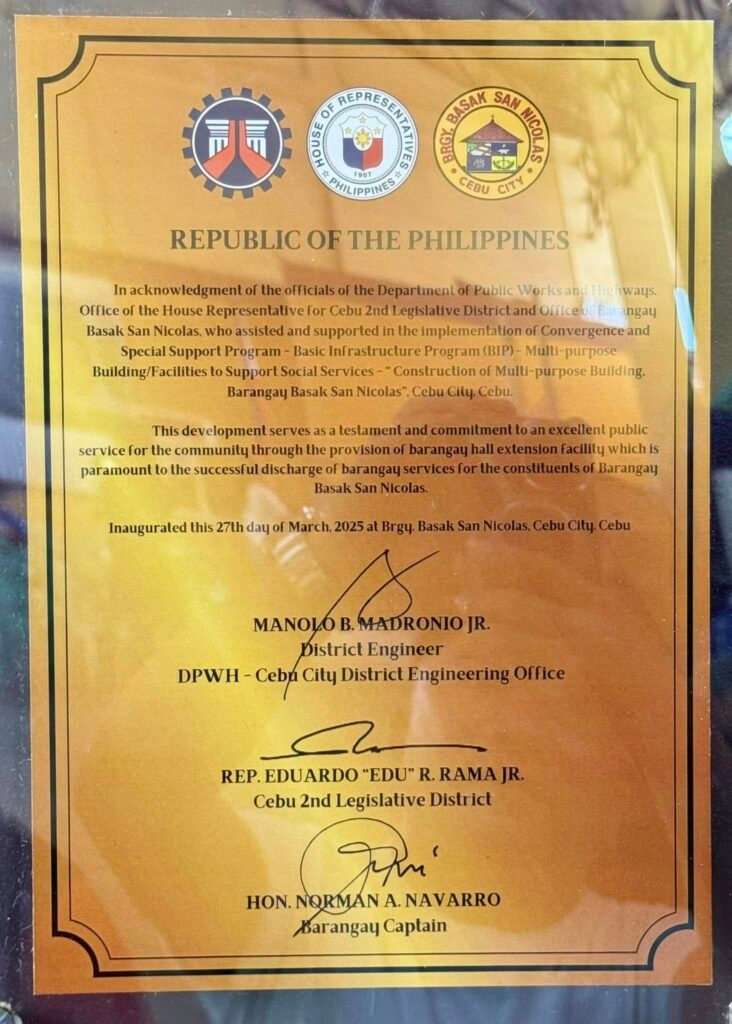 HOUSE OF REPRESENTATIVES
1907
PHILIPPINES
BRGY. BASAK SAN NICOLAS
CEBU CITY
REPUBLIC OF THE PHILIPPINES
In acknowledgment of the officials of the Department of Public Works and Highways,
Office of the House Representative for Cebu 2nd Legislative District and Office of Barangay
Basak San Nicolas, who assisted and supported in the implementation of Convergence and
Special Support Program – Basic Infrastructure Program (BIP) – Multi-purpose
Building/Facilities to Support Social Services – " Construction of Multi-purpose Building,
Barangay Basak San Nicolas", Cebu City, Cebu.
This development serves as a testament and commitment to an excellent public
service for the community through the provision of barangay hall extension facility which is
paramount to the successful discharge of barangay services for the constituents of Barangay
Basak San Nicolas.
Inaugurated this 27th day of March, 2025 at Brgy. Basak San Nicolas, Cebu City, Cebu
MANOLO B. MADRONIO JR.
District Engineer
DPWH – Cebu City District Engineering Office
REP. EDUARDO "EDU" R. RAMA JR.
Cebu 2nd Legislative District
HON. NORMAN A. NAVARRO
Barangay Captain